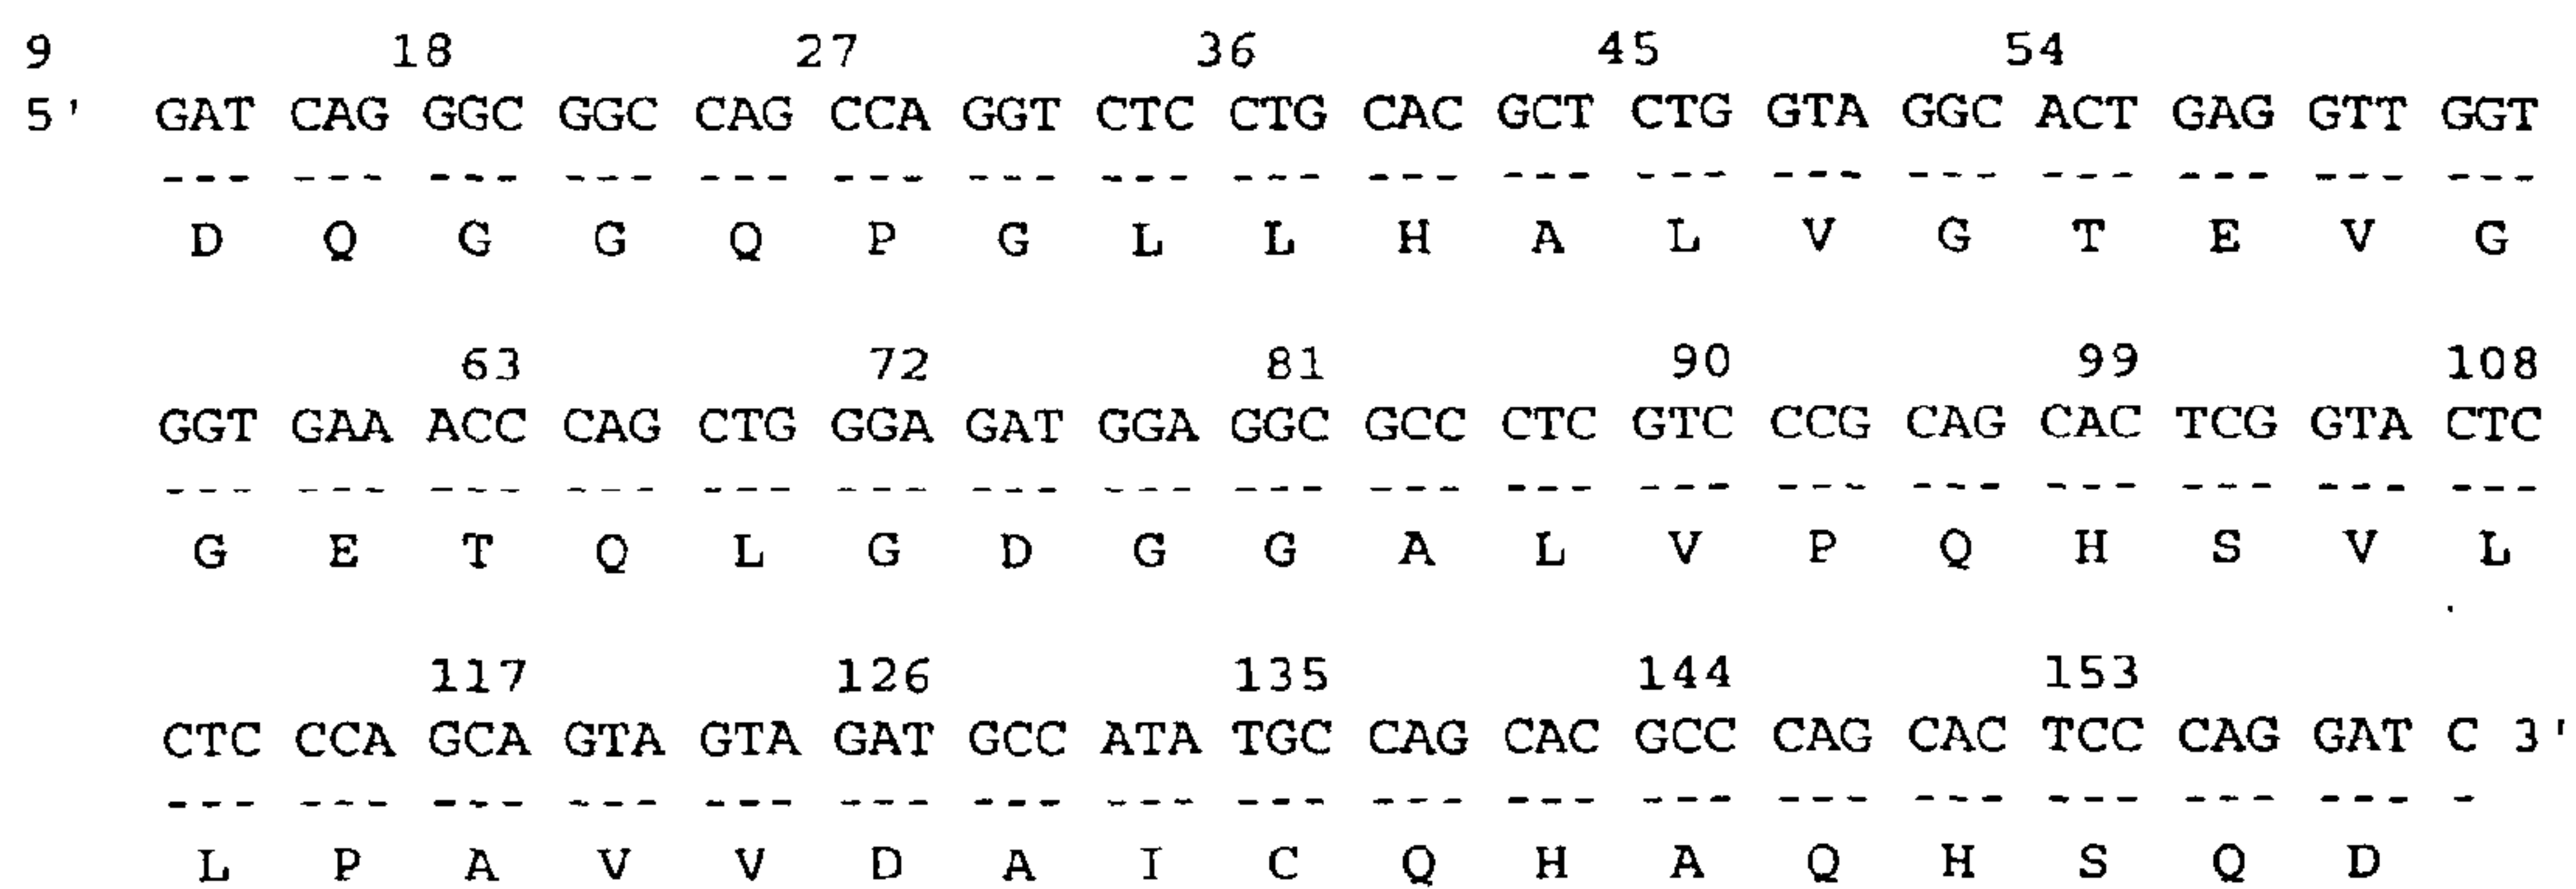 9 18 27 36 45 54
5' GAT CAG GGC GGC CAG CCA GGT CTC CTG CAC GCT CTG GTA GGC ACT GAG GTT GGT
--- --- --- --- --- --- --- --- --- --- --- --- --- --- --- --- --- ---
D Q G G Q P G L L H A L V G T E V G
63 72 81 90 99 108
GGT GAA ACC CAG CTG GGA GAT GGA GGC GCC CTC GTC CCG CAG CAC TCG GTA CTC
--- --- --- --- --- --- --- --- --- --- --- --- --- --- --- --- --- ---
G E T Q L G D G G A L V P Q H S V L
117 126 135 144 153
CTC CCA GCA GTA GTA GAT GCC ATA TGC CAG CAC GCC CAG CAC TCC CAG GAT C 3'
--- --- --- --- --- --- --- --- --- --- --- --- --- --- --- --- --- -
L P A V V D A I C Q H A Q H S Q D